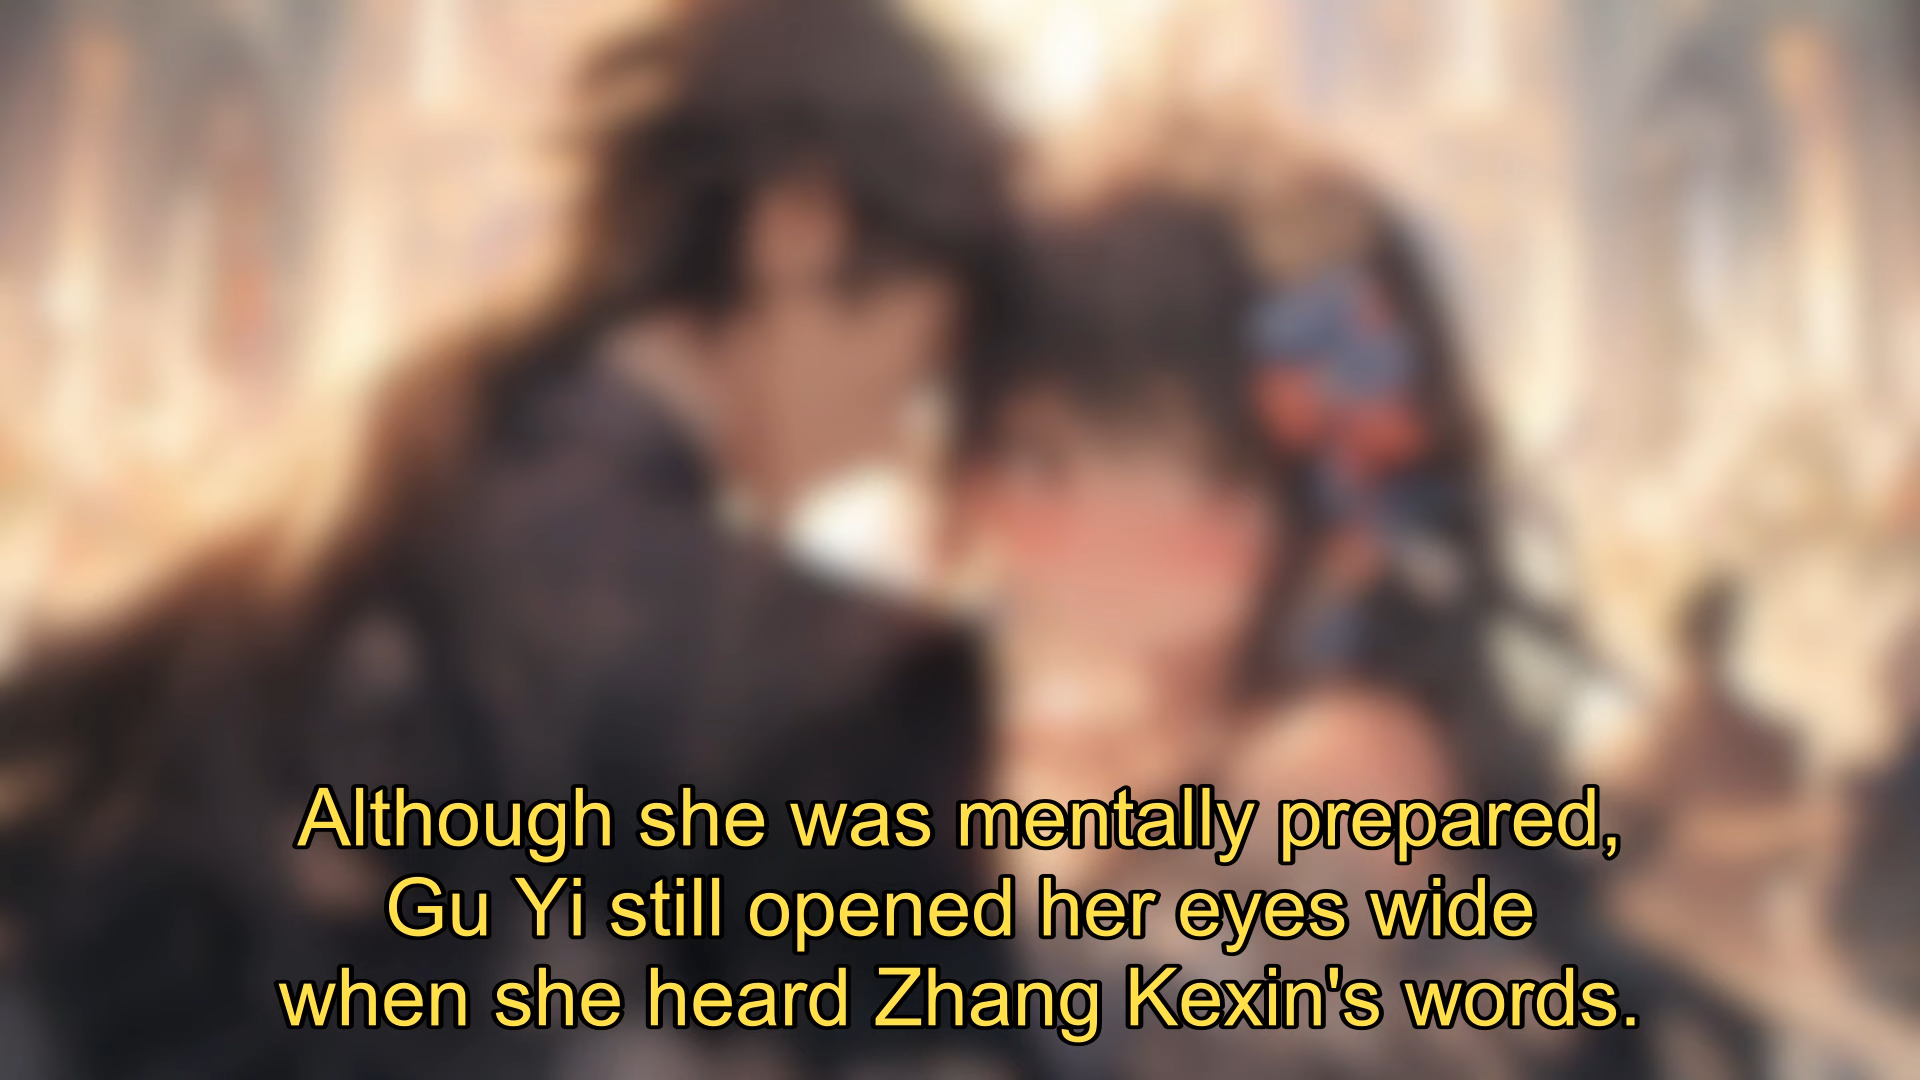 Although she was mentally prepared,
Gu Yi still opened her eyes wide
when she heard Zhang Kexin's words.